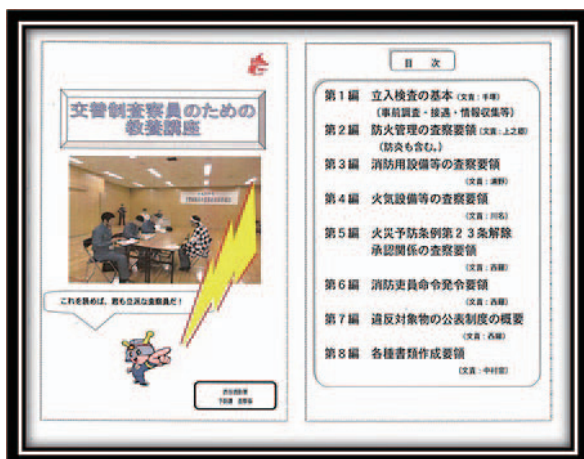 交替制査察員のための
教養講座
これを読めば、君も立派な査察員だ!
目 次
第1編 立入検査の基本(文責:手塚)
(事前調査・接遇・情報収集等)
第2編 防火管理の査察要領(文責:上之郷)
(防炎も含む。)
第3編 消防用設備等の査察要領
(文責:浦野)
第4編 火気設備等の査察要領
(文責:川名)
第5編 火災予防条例第23条解除
承認関係の査察要領
(文責:西畑)
第6編 消防吏員命令発令要領
(文責:西畑)
第7編 違反対象物の公表制度の概要
(文責:西畑)
第8編 各種書類作成要領